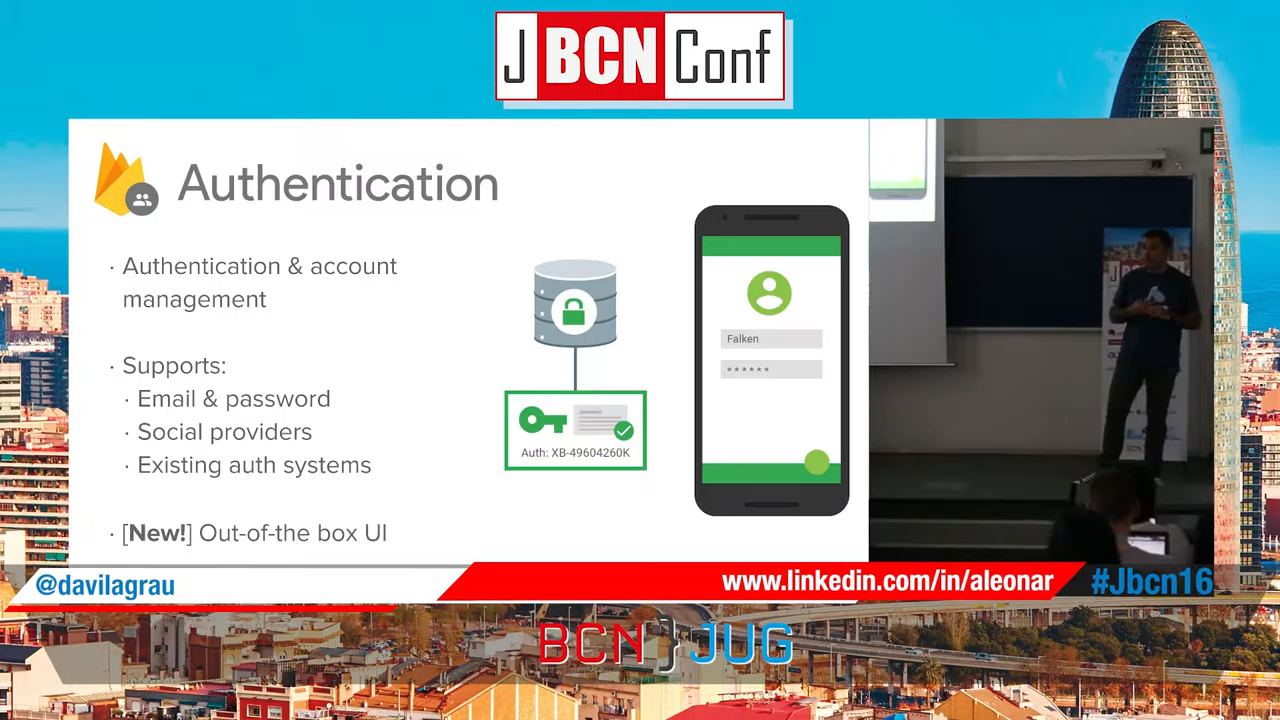 J BCN Conf
Authentication
· Authentication & account
management
· Supports:
· Email & password
· Social providers
· Existing auth systems
· [New!] Out-of-the box UI
Auth: XB-49604260K
Falken
******
@davilagrau
www.linkedin.com/in/aleonar
#Jbcn16
BCN JUG